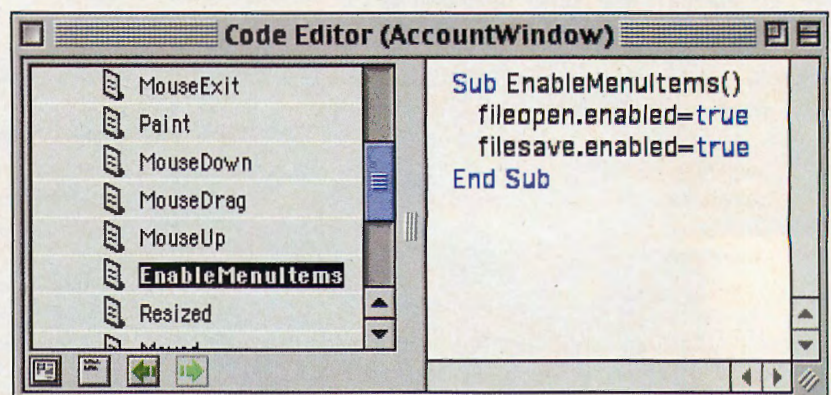 Code Editor (AccountWindow)
MouseExit
Paint
MouseDown
MouseDrag
MouseUp
EnableMenuItems
Resized
Moved
Sub EnableMenuItems()
fileopen.enabled=true
filesave.enabled=true
End Sub